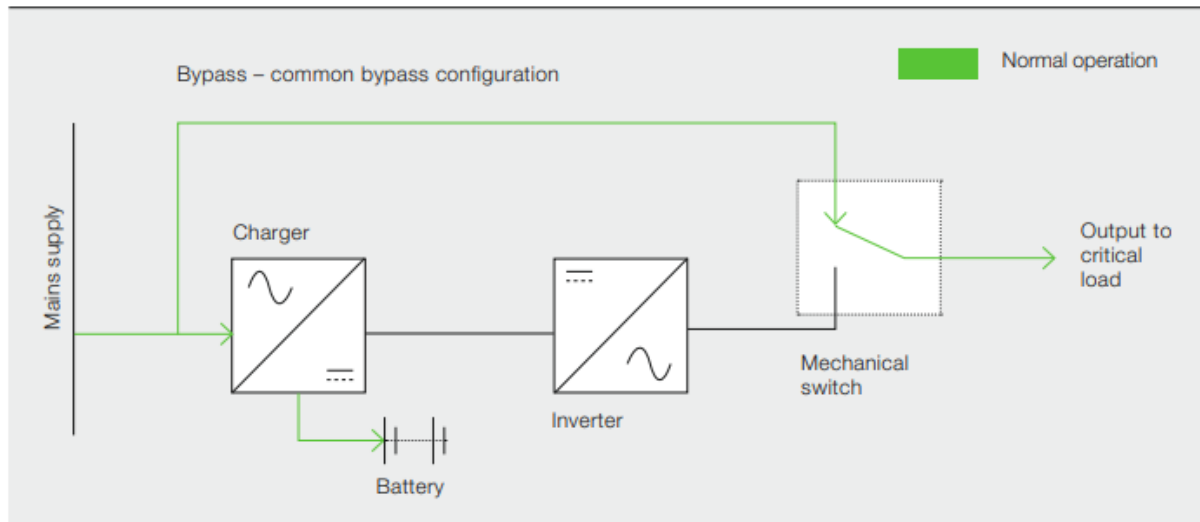 Bypass – common bypass configuration
Normal operation
Mains supply
Charger
Output to
critical
load
Mechanical
switch
Inverter
Battery